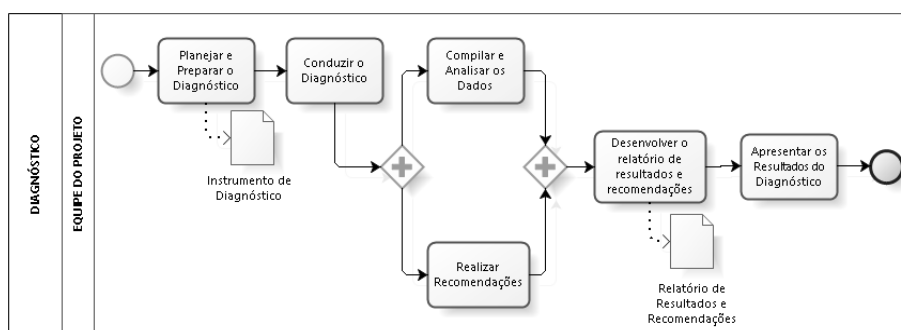 DIAGNÓSTICO
EQUIPE DO PROJETO
Planejar e
Preparar o
Diagnóstico
Instrumento de
Diagnóstico
Conduzir o
Diagnóstico
Compilar e
Analisar os
Dados
Realizar
Recomendações
Desenvolver o
relatório de
resultados e
recomendações
Relatório de
Resultados e
Recomendações
Apresentar os
Resultados do
Diagnóstico